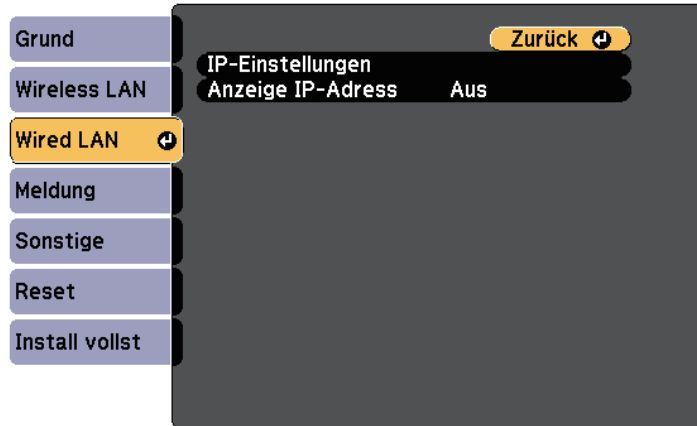 Grund
Wireless LAN
Wired LAN
Meldung
Sonstige
Reset
Install vollst
Zurück
IP-Einstellungen
Anzeige IP-Adress Aus